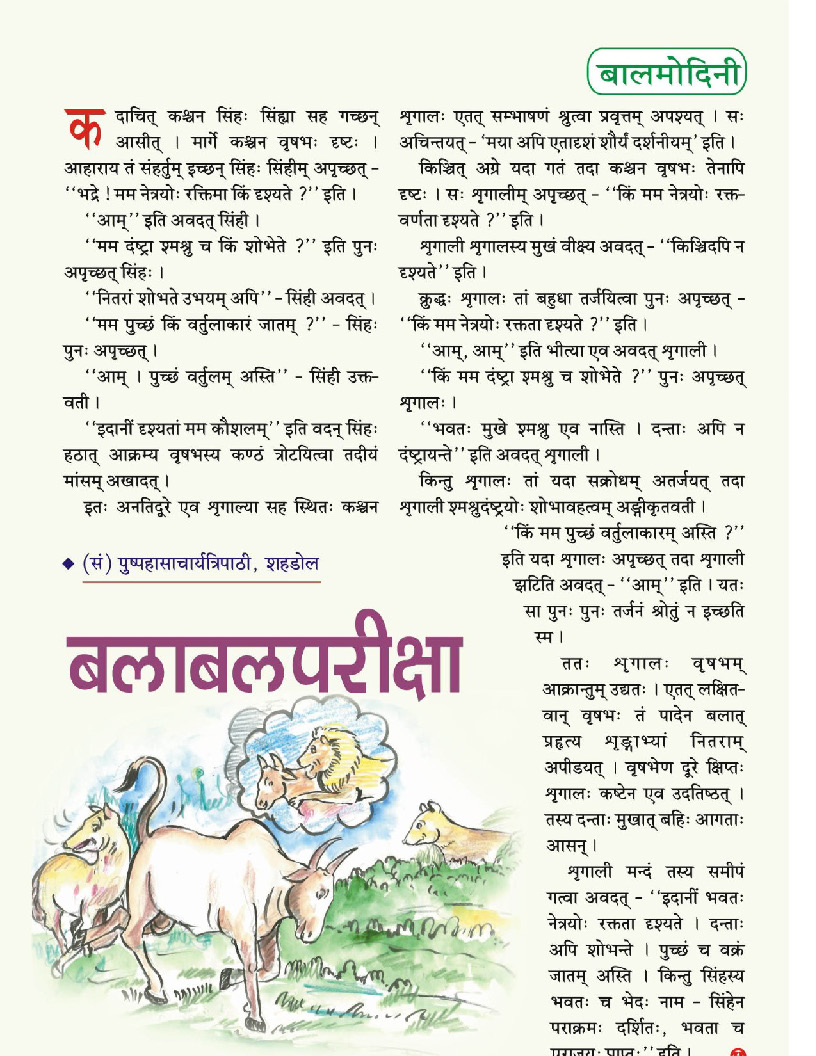 बालमोदिनी
कदाचित् कश्चन सिंहः सिंह्या सह गच्छन्
आसीत् । मार्गे कश्चन वृषभः दृष्टः ।
आहाराय तं संहर्तुम् इच्छन् सिंहः सिंहीम् अपृच्छत् –
‘‘भद्रे ! मम नेत्रयोः रक्तिमा किं दृश्यते ?’’ इति ।
‘‘आम्’’ इति अवदत् सिंही ।
‘‘मम दंष्ट्रा श्मश्रु च किं शोभेते ?’’ इति पुनः
अपृच्छत् सिंहः ।
‘‘नितरां शोभते उभयम् अपि’’ – सिंही अवदत् ।
‘‘मम पुच्छं किं वर्तुलाकारं जातम् ?’’ – सिंहः
पुनः अपृच्छत् ।
‘‘आम् । पुच्छं वर्तुलम् अस्ति’’ – सिंही उक्त-
वती ।
‘‘इदानीं दृश्यतां मम कौशलम्’’ इति वदन् सिंहः
हठात् आक्रम्य वृषभस्य कण्ठं त्रोटयित्वा तदीयं
मांसम् अखादत् ।
इतः अनतिदूरे एव शृगाल्या सह स्थितः कश्चन
शृगालः एतत् सम्भाषणं श्रुत्वा प्रवृत्तम् अपश्यत् । सः
अचिन्तयत् – ‘मया अपि एतादृशं शौर्यं दर्शनीयम्’ इति ।
किञ्चित् अग्रे यदा गतं तदा कश्चन वृषभः तेनापि
दृष्टः । सः शृगालीम् अपृच्छत् – ‘‘किं मम नेत्रयोः रक्त-
वर्णता दृश्यते ?’’ इति ।
शृगाली शृगालस्य मुखं वीक्ष्य अवदत् – ‘‘किञ्चिदपि न
दृश्यते’’ इति ।
क्रुद्धः शृगालः तां बहुधा तर्जयित्वा पुनः अपृच्छत् –
‘‘किं मम नेत्रयोः रक्तता दृश्यते ?’’ इति ।
‘‘आम्, आम्’’ इति भीत्या एव अवदत् शृगाली ।
‘‘किं मम दंष्ट्रा श्मश्रु च शोभेते ?’’ पुनः अपृच्छत्
शृगालः ।
‘‘भवतः मुखे श्मश्रु एव नास्ति । दन्ताः अपि न
दंष्ट्रायन्ते’’ इति अवदत् शृगाली ।
किन्तु शृगालः तां यदा सक्रोधम् अतर्जयत् तदा
शृगाली श्मश्रुदंष्ट्रयोः शोभावहत्वम् अङ्गीकृतवती ।
‘‘किं मम पुच्छं वर्तुलाकारम् अस्ति ?’’
इति यदा शृगालः अपृच्छत् तदा शृगाली
झटिति अवदत् – ‘‘आम्’’ इति । यतः
सा पुनः पुनः तर्जनं श्रोतुं न इच्छति
स्म ।
ततः शृगालः वृषभम्
आक्रान्तुम् उद्यतः । एतत् लक्षित-
वान् वृषभः तं पादेन बलात्
प्रहृत्य शृङ्गाभ्यां नितराम्
अपीडयत् । वृषभेण दूरे क्षिप्तः
शृगालः कष्टेन एव उदतिष्ठत् ।
तस्य दन्ताः मुखात् बहिः आगताः
आसन् ।
शृगाली मन्दं तस्य समीपं
गत्वा अवदत् – ‘‘इदानीं भवतः
नेत्रयोः रक्तता दृश्यते । दन्ताः
अपि शोभन्ते । पुच्छं च वक्रं
जातम् अस्ति । किन्तु सिंहस्य
भवतः च भेदः नाम – सिंहेन
पराक्रमः दर्शितः, भवता च
पराजयः प्राप्तः’’ इति ।
◆ (सं) पुष्पहासाचार्यत्रिपाठी, शहडोल
बलाबलपरीक्षा